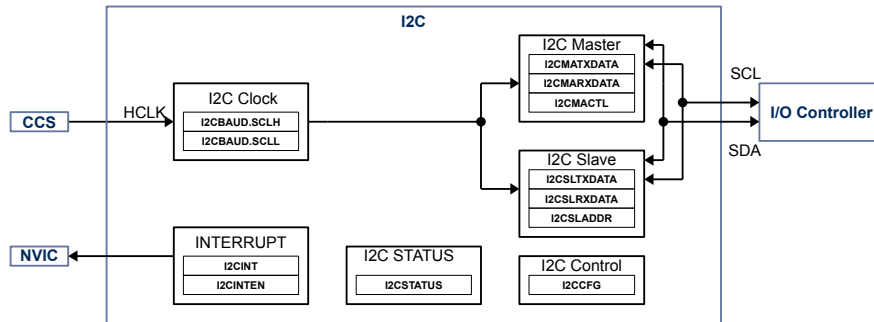 I2C
CCS
HCLK
I2C Clock
I2CBAUD.SCLH
I2CBAUD.SCLL
I2C Master
I2CMATXDATA
I2CMARXDATA
I2CMACTL
SCL
I/O Controller
SDA
I2C Slave
I2CSLTXDATA
I2CSLRXDATA
I2CSLADDR
NVIC
INTERRUPT
I2CINT
I2CINTEN
I2C STATUS
I2CSTATUS
I2C Control
I2CCFG